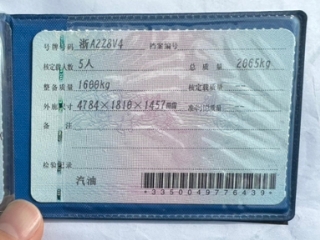 号牌号码 浙A2Z8V4 档案编号
核定载人数 5人 总质量 2065kg
整备质量 1600kg 核定载质量 --
外廓尺寸 4784×1810×1457mm 准牵引总质量 --
备注
检验记录
汽油
*3350049776439*